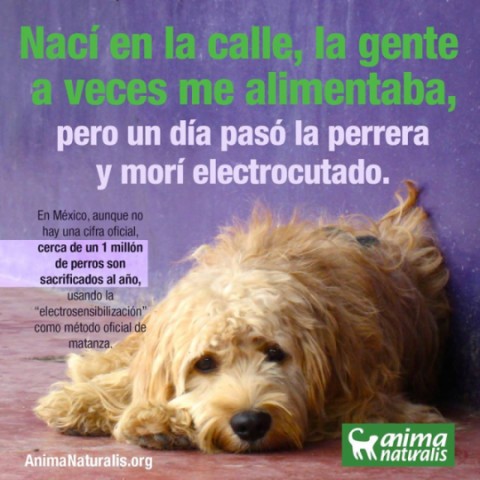 Nací en la calle, la gente
a veces me alimentaba,
pero un día pasó la perrera
y morí electrocutado.
En México, aunque no
hay una cifra oficial,
cerca de un 1 millón
de perros son
sacrificados al año,
usando la
“electrosensibilización”
como método oficial de
matanza.
AnimaNaturalis.org
anima
naturalis